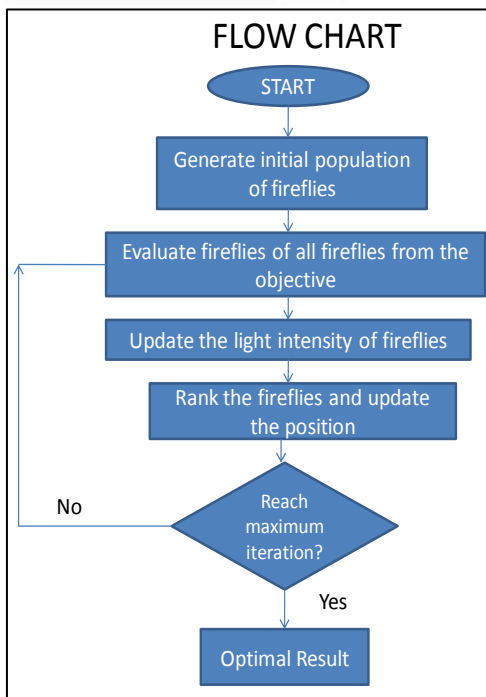 FLOW CHART
START
Generate initial population
of fireflies
Evaluate fireflies of all fireflies from the
objective
Update the light intensity of fireflies
Rank the fireflies and update
the position
Reach
maximum
iteration?
No
Yes
Optimal Result